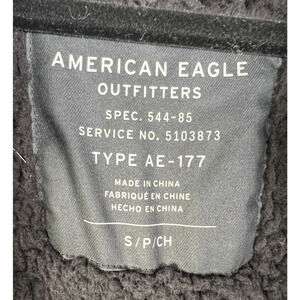 AMERICAN EAGLE
OUTFITTERS
SPEC. 544-85
SERVICE NO. 5103873
TYPE AE-177
MADE IN CHINA
FABRIQUÉ EN CHINE
HECHO EN CHINA
S/P/CH